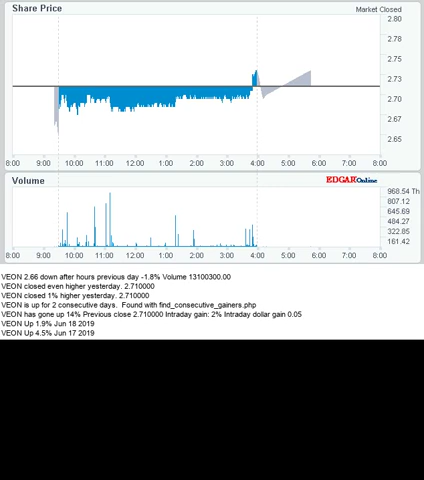 Share Price
Market Closed
2.80
2.78
2.75
2.73
2.70
2.67
2.65
8:00 9:00 10:00 11:00 12:00 1:00 2:00 3:00 4:00 5:00 6:00 7:00 8:00
Volume
EDGAR Online
968.54 Th
807.12
645.69
484.27
322.85
161.42
8:00 9:00 10:00 11:00 12:00 1:00 2:00 3:00 4:00 5:00 6:00 7:00 8:00
VEON 2.66 down after hours previous day -1.8% Volume 13100300.00
VEON closed even higher yesterday. 2.710000
VEON closed 1% higher yesterday. 2.710000
VEON is up for 2 consecutive days. Found with find_consecutive_gainers.php
VEON has gone up 14% Previous close 2.710000 Intraday gain: 2% Intraday dollar gain 0.05
VEON Up 1.9% Jun 18 2019
VEON Up 4.5% Jun 17 2019